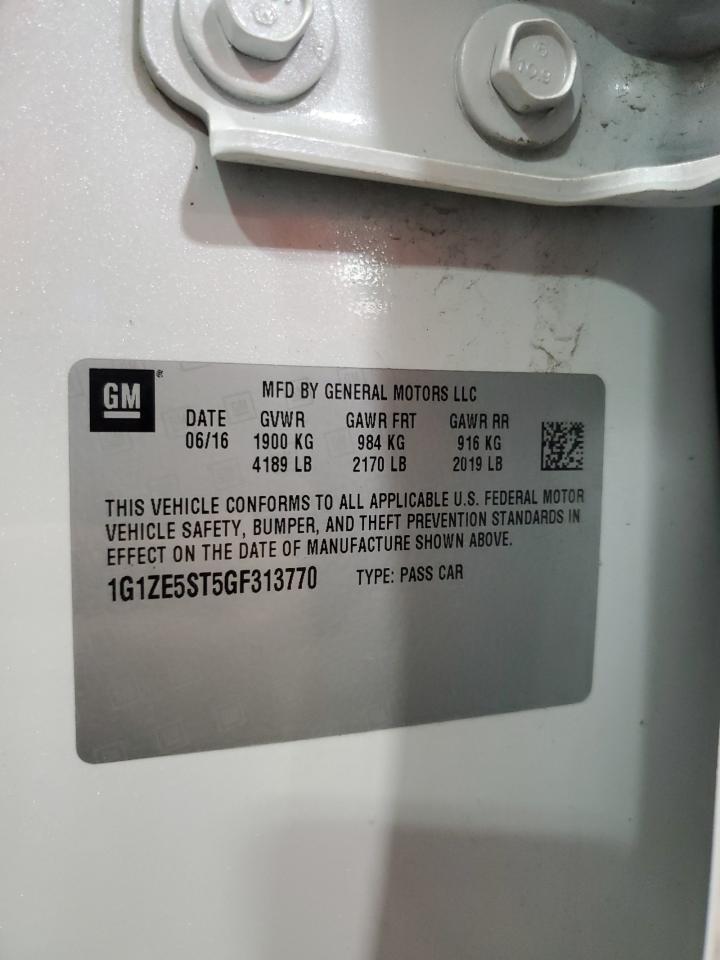 10.9
GM ®
MFD BY GENERAL MOTORS LLC
DATE GVWR GAWR FRT GAWR RR
06/16 1900 KG 984 KG 916 KG
4189 LB 2170 LB 2019 LB
THIS VEHICLE CONFORMS TO ALL APPLICABLE U.S. FEDERAL MOTOR
VEHICLE SAFETY, BUMPER, AND THEFT PREVENTION STANDARDS IN
EFFECT ON THE DATE OF MANUFACTURE SHOWN ABOVE.
1G1ZE5ST5GF313770 TYPE: PASS CAR